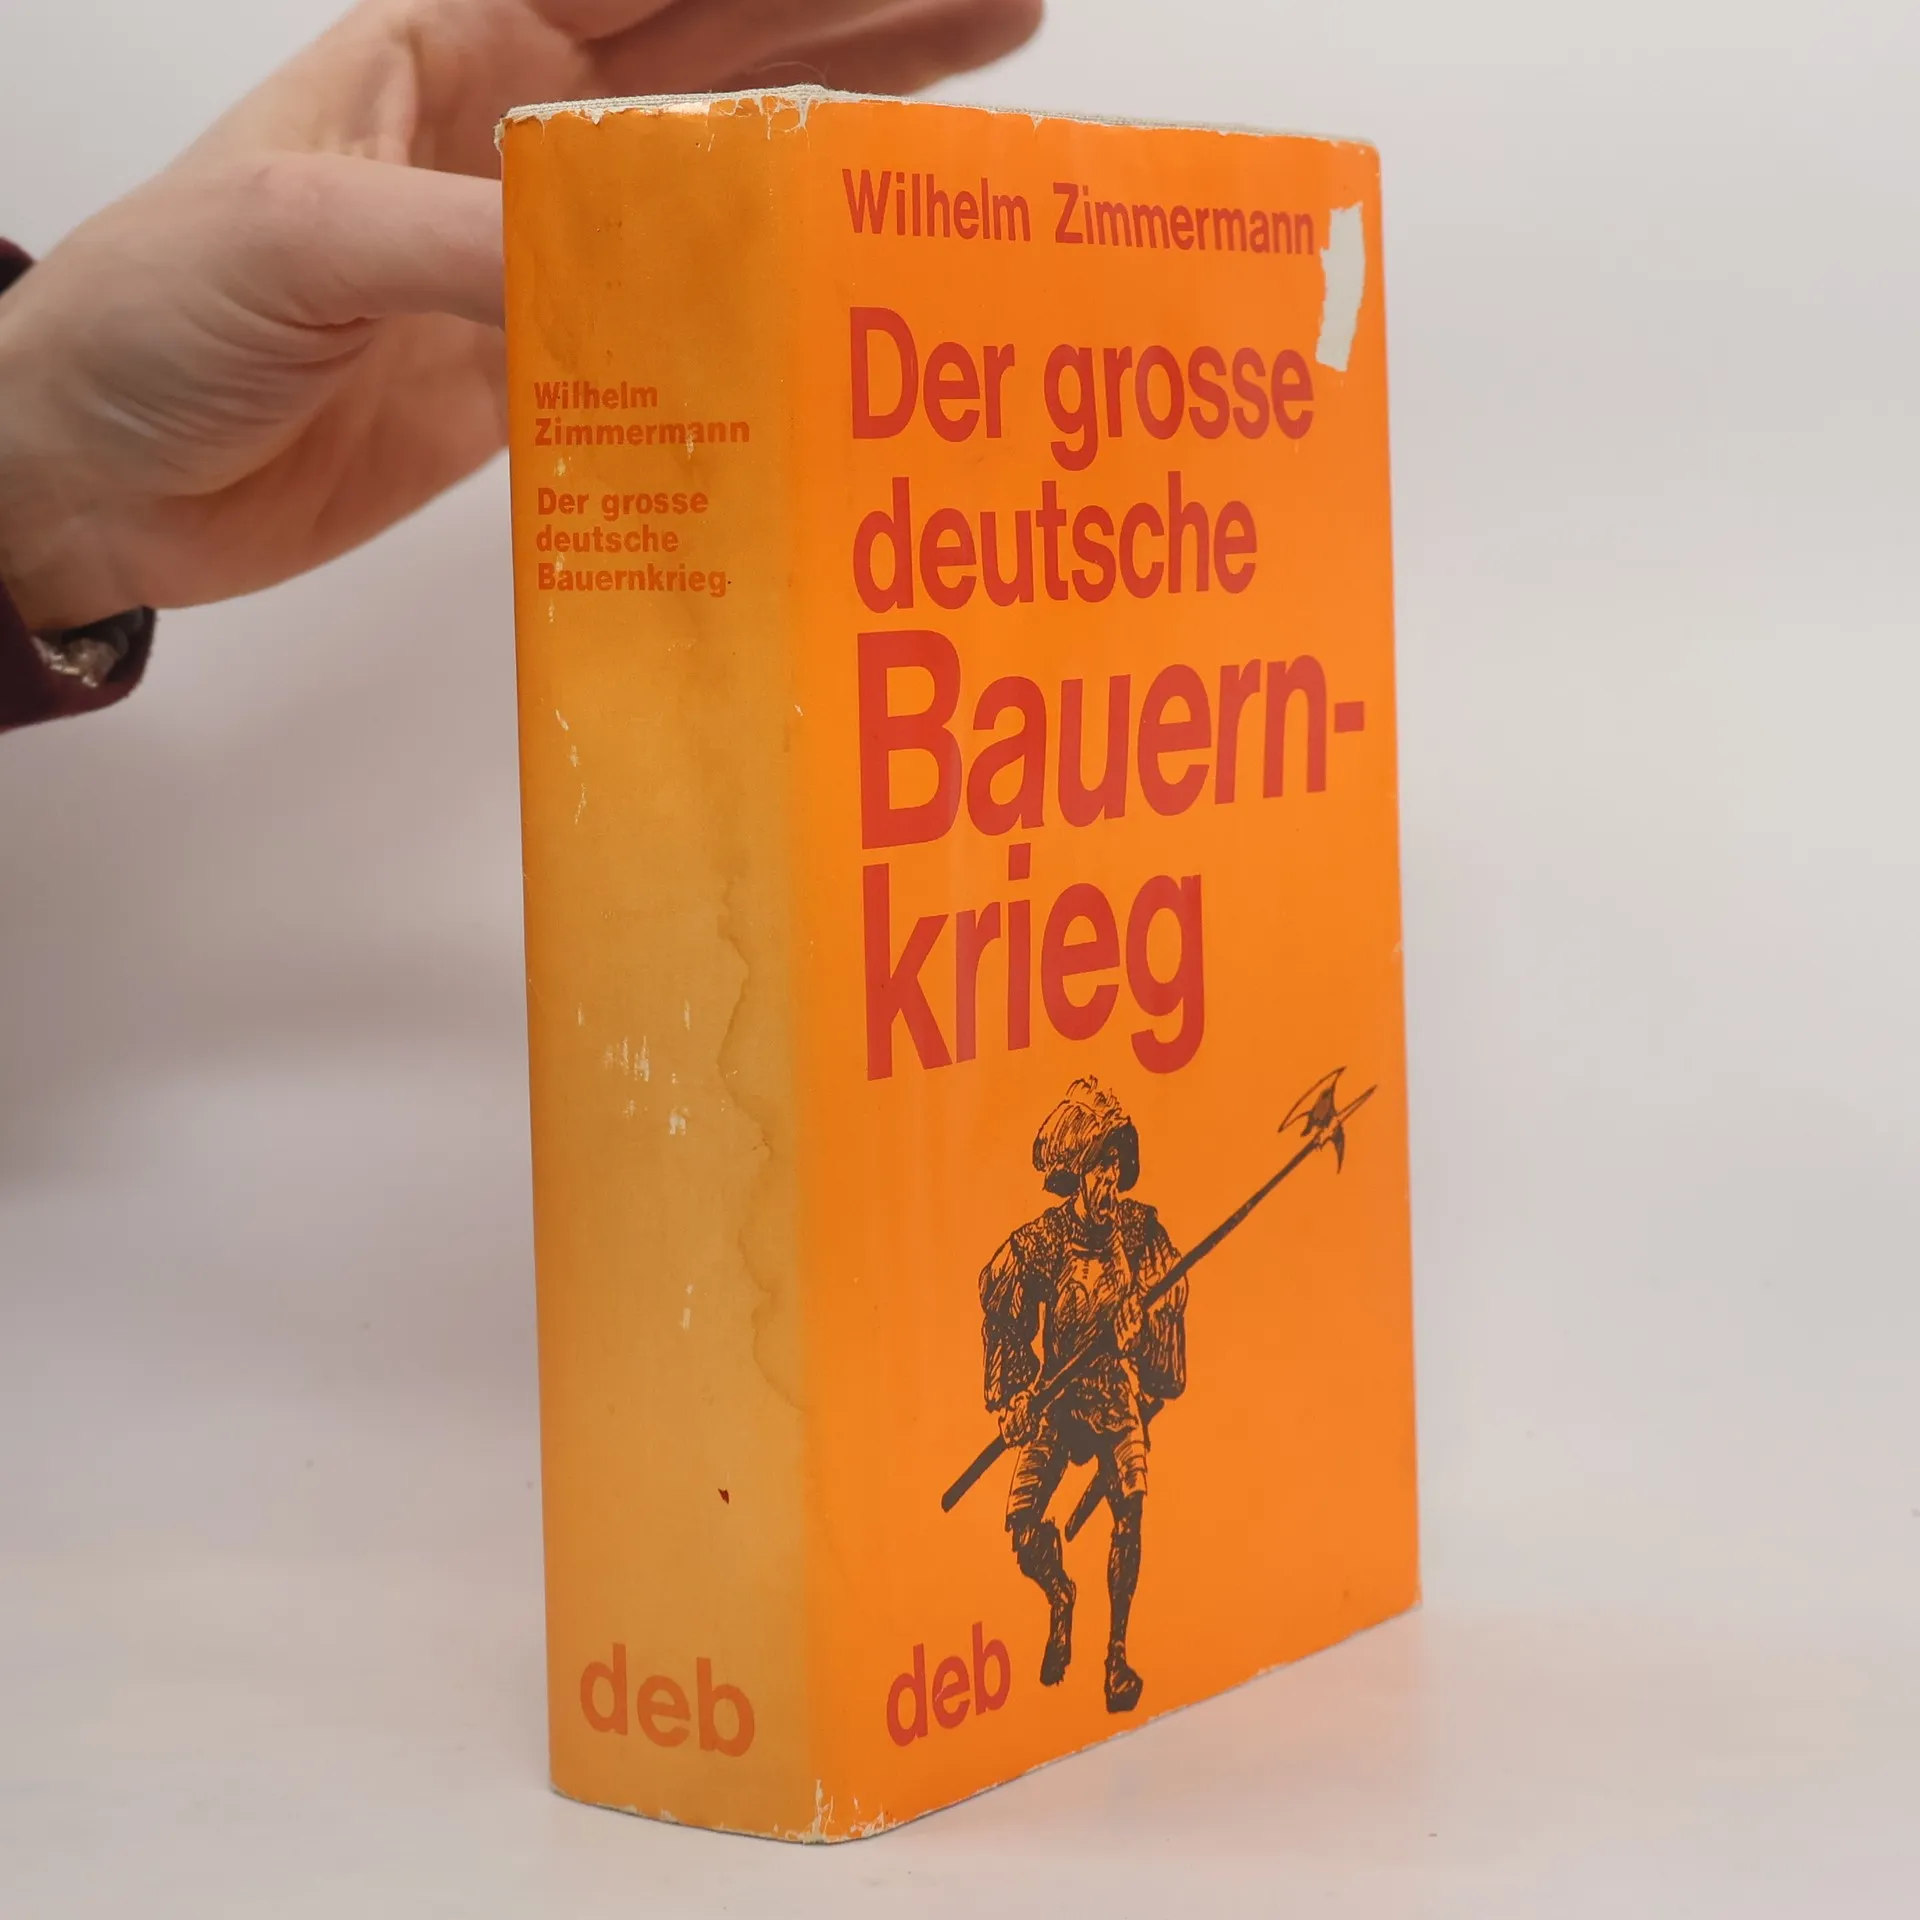 Wilhelm
Zimmermann
Der grosse
deutsche
Bauernkrieg
deb
Wilhelm Zimmermann
Der grosse
deutsche
Bauern-
krieg
deb